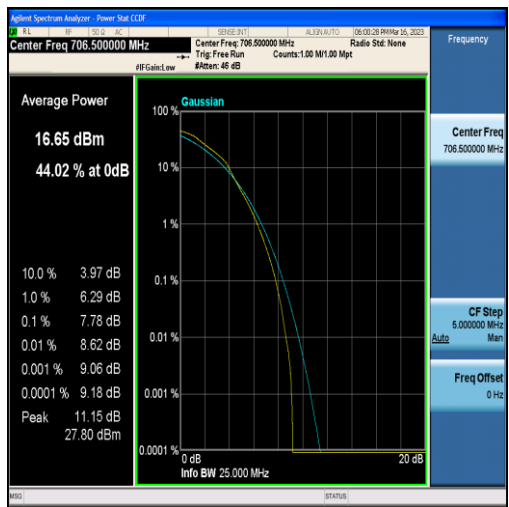 Agilent Spectrum Analyzer - Power Stat CCDF
RL RF 50 Ω AC SENSE:INT ALIGN AUTO 06:00:28 PM Mar 16, 2023
Center Freq 706.500000 MHz
Center Freq: 706.500000 MHz Radio Std: None
Trig: Free Run Counts:1.00 M/1.00 Mpt
#IFGain:Low #Atten: 46 dB
Frequency
Average Power
16.65 dBm
44.02 % at 0dB
10.0 % 3.97 dB
1.0 % 6.29 dB
0.1 % 7.78 dB
0.01 % 8.62 dB
0.001 % 9.06 dB
0.0001 % 9.18 dB
Peak 11.15 dB
27.80 dBm
Gaussian
100 %
10 %
1 %
0.1 %
0.01 %
0.001 %
0.0001 %
0 dB 20 dB
Info BW 25.000 MHz
Center Freq
706.500000 MHz
CF Step
5.000000 MHz
Auto Man
Freq Offset
0 Hz
MSG STATUS